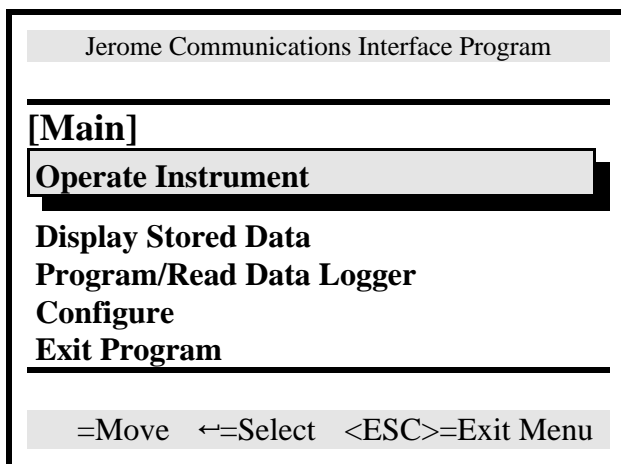 Jerome Communications Interface Program
[Main]
Operate Instrument
Display Stored Data
Program/Read Data Logger
Configure
Exit Program
=Move ↩=Select <ESC>=Exit Menu